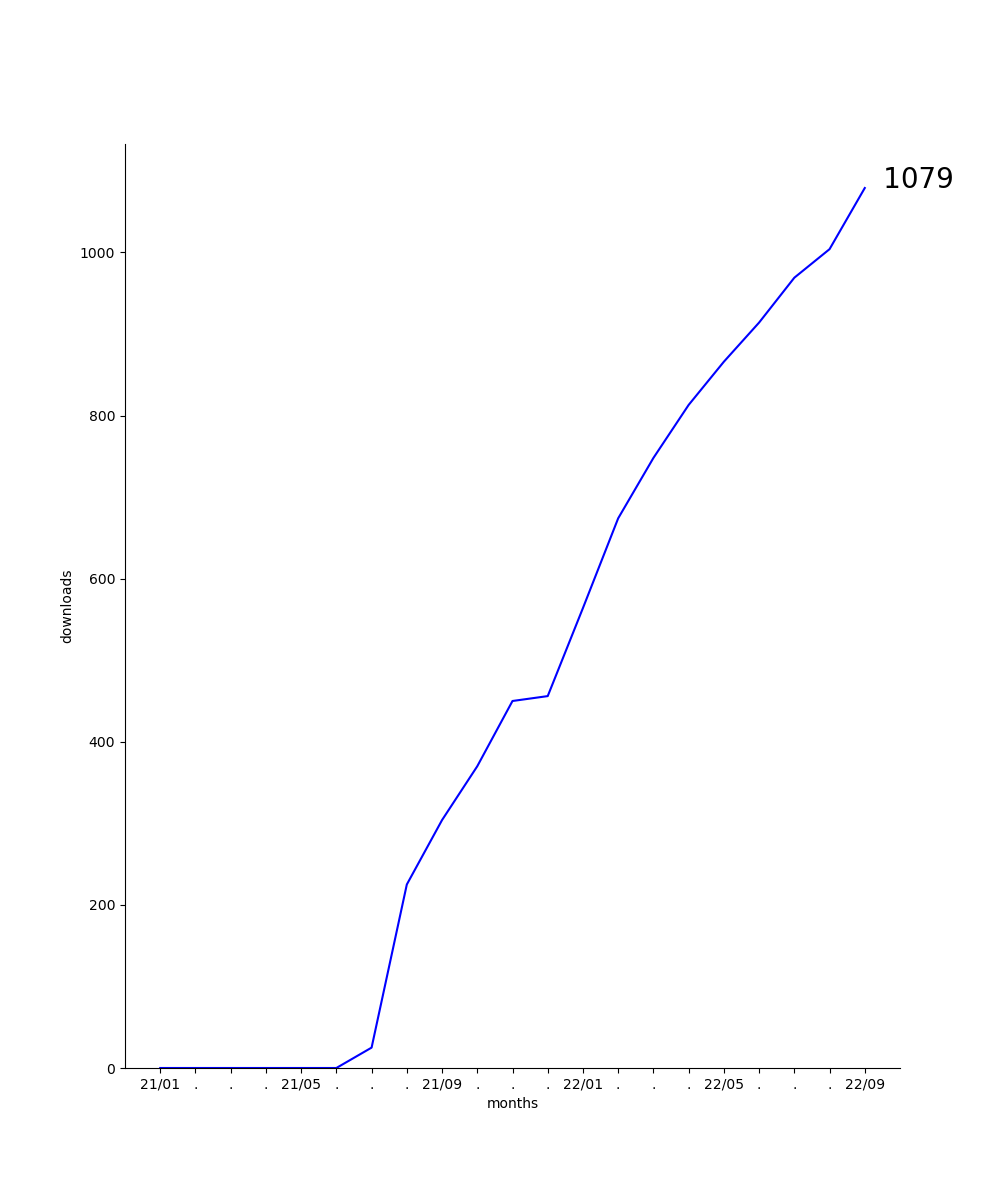 1079
1000
800
600
400
200
0
downloads
21/01 . . . 21/05 . . . 21/09 . . . 22/01 . . . 22/05 . . . 22/09
months